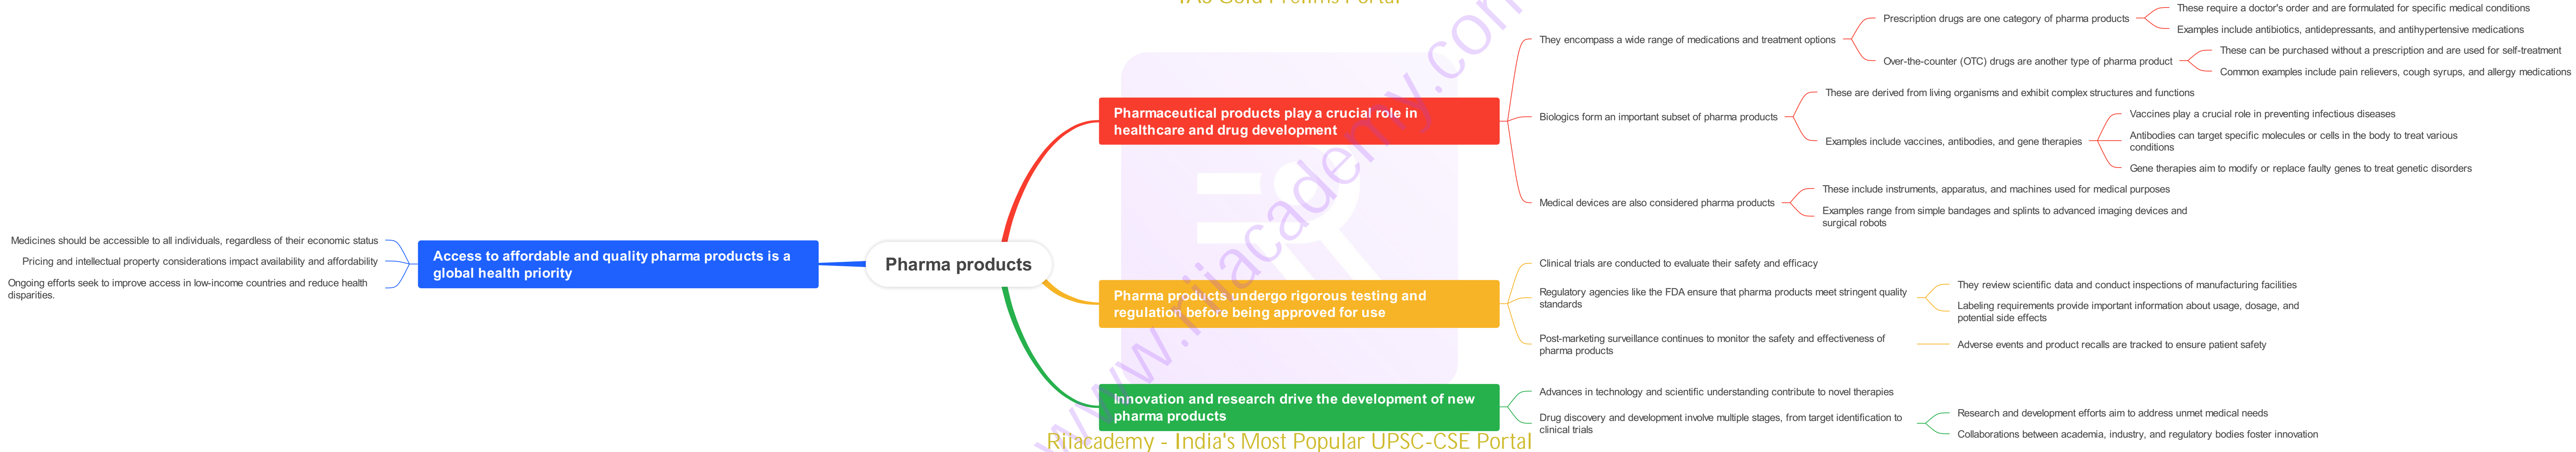 IAS Gold Prelims Portal
Pharma products
Pharmaceutical products play a crucial role in
healthcare and drug development
They encompass a wide range of medications and treatment options
Prescription drugs are one category of pharma products
These require a doctor's order and are formulated for specific medical conditions
Examples include antibiotics, antidepressants, and antihypertensive medications
Over-the-counter (OTC) drugs are another type of pharma product
These can be purchased without a prescription and are used for self-treatment
Common examples include pain relievers, cough syrups, and allergy medications
Biologics form an important subset of pharma products
These are derived from living organisms and exhibit complex structures and functions
Examples include vaccines, antibodies, and gene therapies
Vaccines play a crucial role in preventing infectious diseases
Antibodies can target specific molecules or cells in the body to treat various
conditions
Gene therapies aim to modify or replace faulty genes to treat genetic disorders
Medical devices are also considered pharma products
These include instruments, apparatus, and machines used for medical purposes
Examples range from simple bandages and splints to advanced imaging devices and
surgical robots
Pharma products undergo rigorous testing and
regulation before being approved for use
Clinical trials are conducted to evaluate their safety and efficacy
Regulatory agencies like the FDA ensure that pharma products meet stringent quality
standards
They review scientific data and conduct inspections of manufacturing facilities
Labeling requirements provide important information about usage, dosage, and
potential side effects
Post-marketing surveillance continues to monitor the safety and effectiveness of
pharma products
Adverse events and product recalls are tracked to ensure patient safety
Innovation and research drive the development of new
pharma products
Advances in technology and scientific understanding contribute to novel therapies
Drug discovery and development involve multiple stages, from target identification to
clinical trials
Research and development efforts aim to address unmet medical needs
Collaborations between academia, industry, and regulatory bodies foster innovation
Access to affordable and quality pharma products is a
global health priority
Medicines should be accessible to all individuals, regardless of their economic status
Pricing and intellectual property considerations impact availability and affordability
Ongoing efforts seek to improve access in low-income countries and reduce health
disparities.
www.riiacademy.com
Riiacademy - India's Most Popular UPSC-CSE Portal